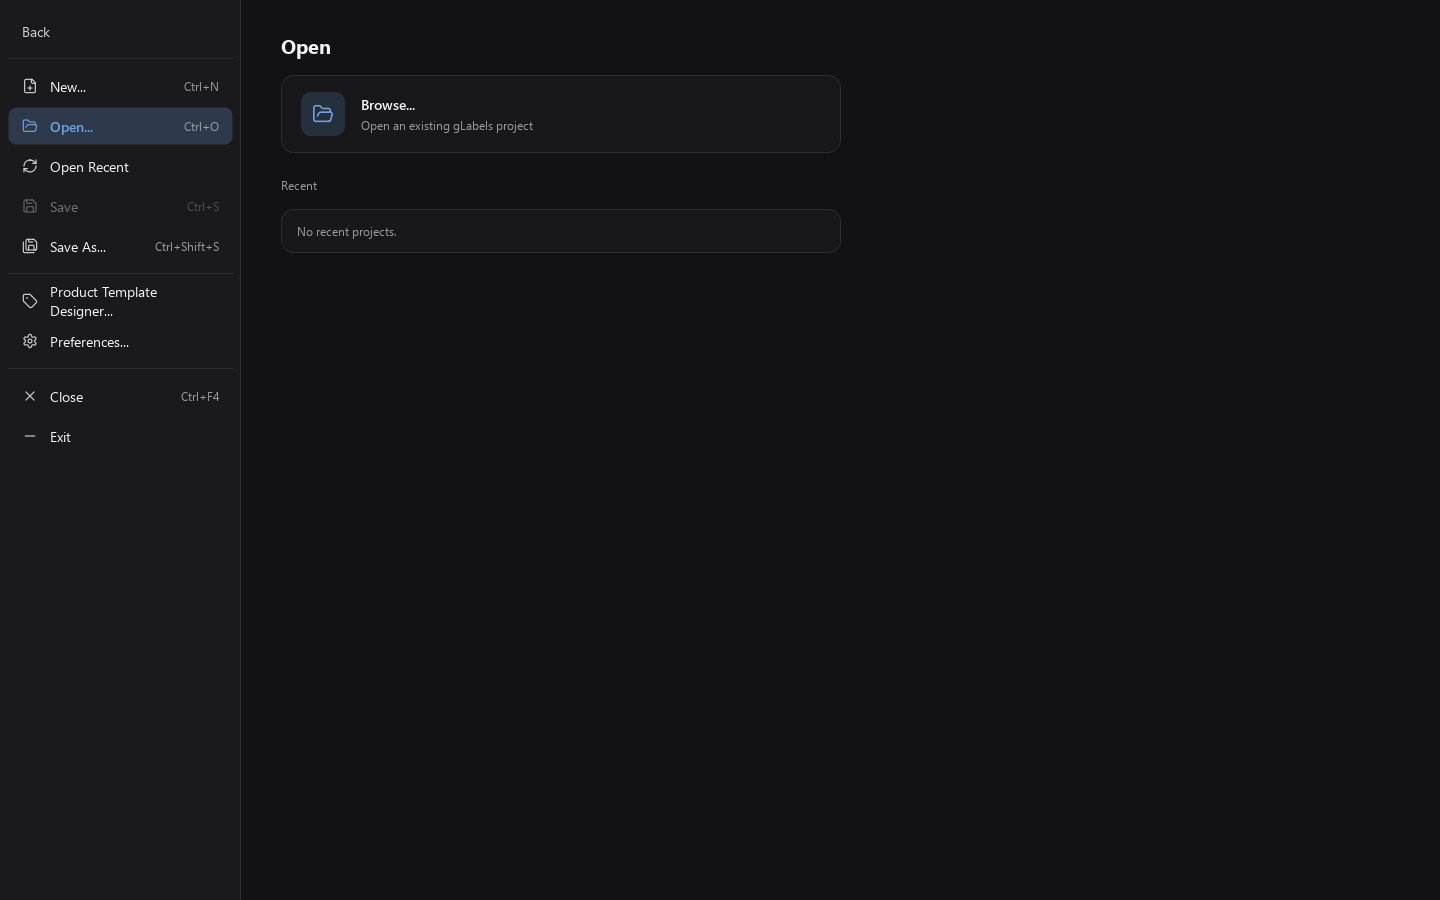 Back
New... Ctrl+N
Open... Ctrl+O
Open Recent
Save Ctrl+S
Save As... Ctrl+Shift+S
Product Template
Designer...
Preferences...
Close Ctrl+F4
Exit
Open
Browse...
Open an existing gLabels project
Recent
No recent projects.